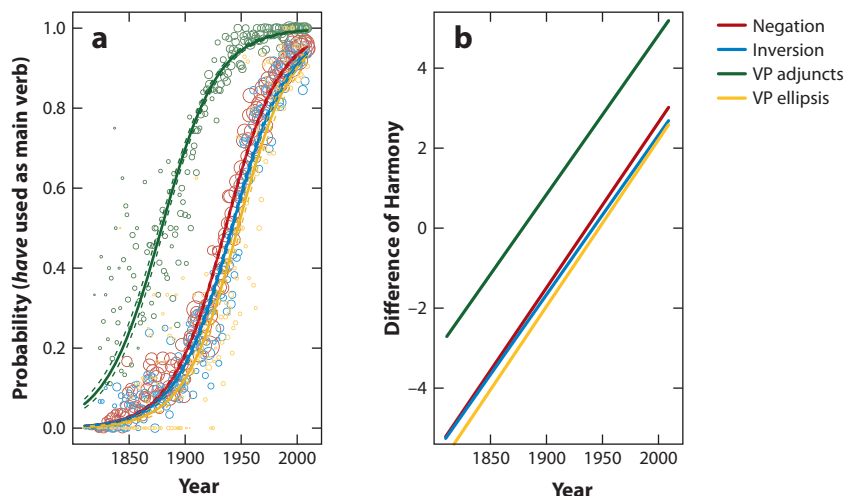 a
Probability (have used as main verb)
1.0
0.8
0.6
0.4
0.2
0.0
1850 1900 1950 2000
Year
b
Difference of Harmony
4
2
0
−2
−4
1850 1900 1950 2000
Year
Negation
Inversion
VP adjuncts
VP ellipsis